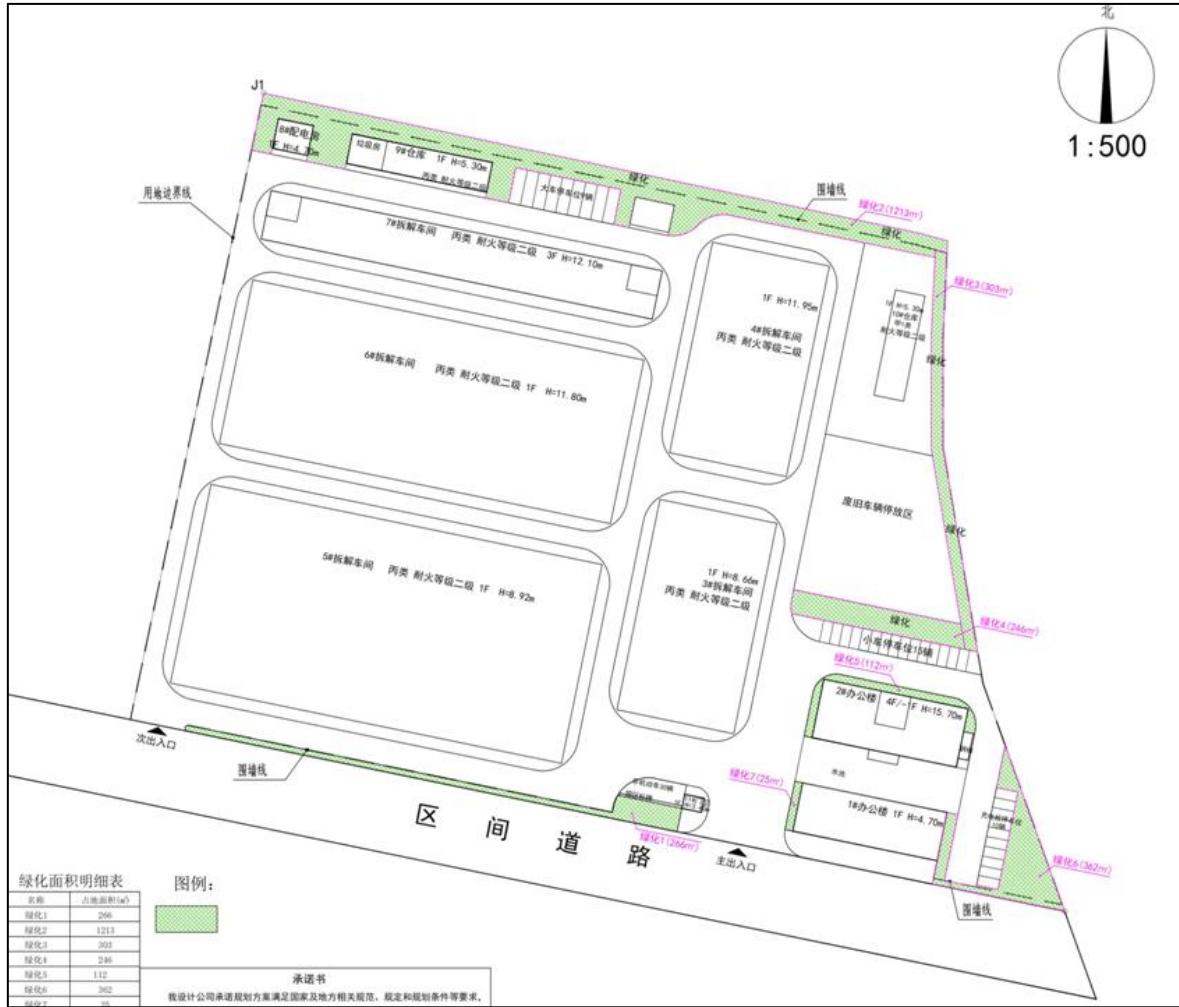 北
1:500
J1
8#配电房
1F H=4.70m
垃圾房
9#仓库 1F H=5.30m
丙类 耐火等级二级
大车停车位9辆
绿化
围墙线
绿化2(1213㎡)
绿化
用地边界线
7#拆解车间 丙类 耐火等级二级 3F H=12.10m
绿化3(303㎡)
1F H=5.30m
10#仓库
甲1类
耐火等级二级
1F H=11.95m
4#拆解车间
丙类 耐火等级二级
绿化
6#拆解车间 丙类 耐火等级二级 1F H=11.80m
废旧车辆停放区
绿化
5#拆解车间 丙类 耐火等级二级 1F H=8.92m
1F H=8.66m
3#拆解车间
丙类 耐火等级二级
绿化
绿化4(246㎡)
小车停车位15辆
绿化5(112㎡)
2#办公楼 4F/-1F H=15.70m
次出入口
围墙线
绿化7(25㎡)
水池
非机动车30辆
1#办公楼 1F H=4.70m
区间道路
绿化1(266㎡)
主出入口
绿化6(362㎡)
围墙线
绿化面积明细表
名称 占地面积(㎡)
绿化1 266
绿化2 1213
绿化3 303
绿化4 246
绿化5 112
绿化6 362
绿化7 25
图例:
承诺书
我设计公司承诺规划方案满足国家及地方相关规范、规定和规划条件等要求,